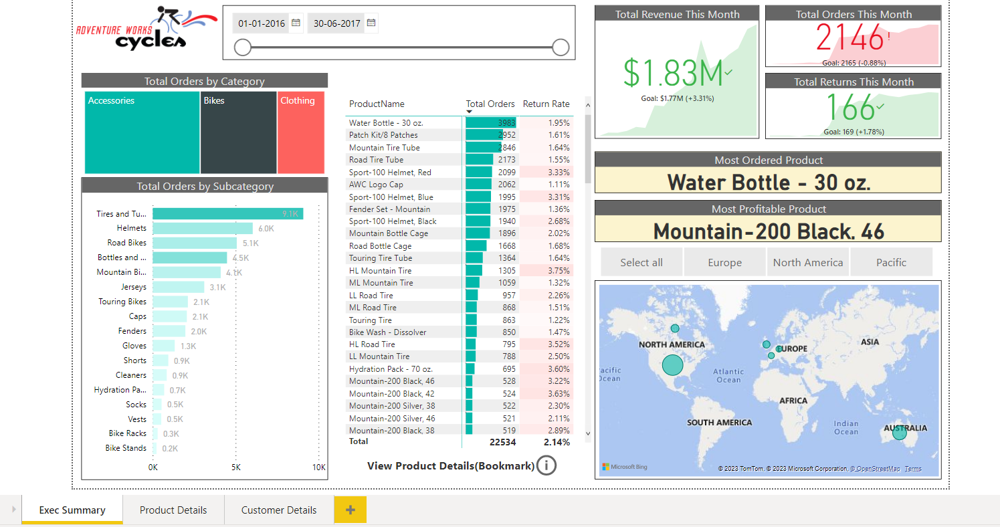 ADVENTURE WORKS
cycles
01-01-2016
30-06-2017
Total Revenue This Month
$1.83M
Goal: $1.77M (+3.31%)
Total Orders This Month
2146!
Goal: 2165 (-0.88%)
Total Returns This Month
166
Goal: 169 (+1.78%)
Total Orders by Category
Accessories
Bikes
Clothing
Total Orders by Subcategory
Tires and Tu... 9.1K
Helmets 6.0K
Road Bikes 5.1K
Bottles and ... 4.5K
Mountain Bi... 4.1K
Jerseys 3.1K
Touring Bikes 2.1K
Caps 2.1K
Fenders 2.0K
Gloves 1.3K
Shorts 0.9K
Cleaners 0.9K
Hydration Pa... 0.7K
Socks 0.5K
Vests 0.5K
Bike Racks 0.3K
Bike Stands 0.2K
0K 5K 10K
ProductName Total Orders Return Rate
Water Bottle - 30 oz. 3983 1.95%
Patch Kit/8 Patches 2952 1.61%
Mountain Tire Tube 2846 1.64%
Road Tire Tube 2173 1.55%
Sport-100 Helmet, Red 2099 3.33%
AWC Logo Cap 2062 1.11%
Sport-100 Helmet, Blue 1995 3.31%
Fender Set - Mountain 1975 1.36%
Sport-100 Helmet, Black 1940 2.68%
Mountain Bottle Cage 1896 2.02%
Road Bottle Cage 1668 1.68%
Touring Tire Tube 1364 1.64%
HL Mountain Tire 1305 3.75%
ML Mountain Tire 1059 1.32%
LL Road Tire 957 2.26%
ML Road Tire 868 1.51%
Touring Tire 863 1.22%
Bike Wash - Dissolver 850 1.47%
HL Road Tire 795 3.52%
LL Mountain Tire 788 2.50%
Hydration Pack - 70 oz. 695 3.60%
Mountain-200 Black, 46 528 3.22%
Mountain-200 Black, 42 524 3.63%
Mountain-200 Silver, 38 522 2.30%
Mountain-200 Silver, 46 521 2.11%
Mountain-200 Black, 38 519 2.89%
Total 22534 2.14%
View Product Details(Bookmark) i
Most Ordered Product
Water Bottle - 30 oz.
Most Profitable Product
Mountain-200 Black, 46
Select all
Europe
North America
Pacific
NORTH AMERICA
EUROPE
ASIA
Pacific
Ocean
Atlantic
Ocean
AFRICA
SOUTH AMERICA
Indian
Ocean
AUSTRALIA
Microsoft Bing
© 2023 TomTom, © 2023 Microsoft Corporation, © OpenStreetMap Terms
Exec Summary
Product Details
Customer Details
+